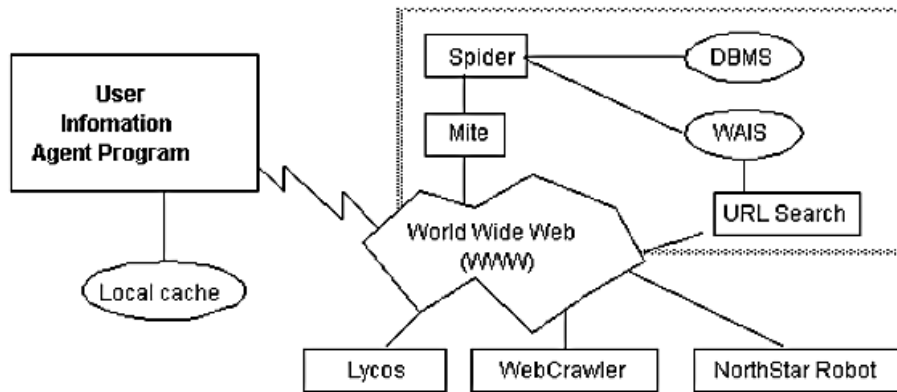 User
Infomation
Agent Program
Local cache
Spider
DBMS
Mite
WAIS
URL Search
World Wide Web
(WWW)
Lycos
WebCrawler
NorthStar Robot